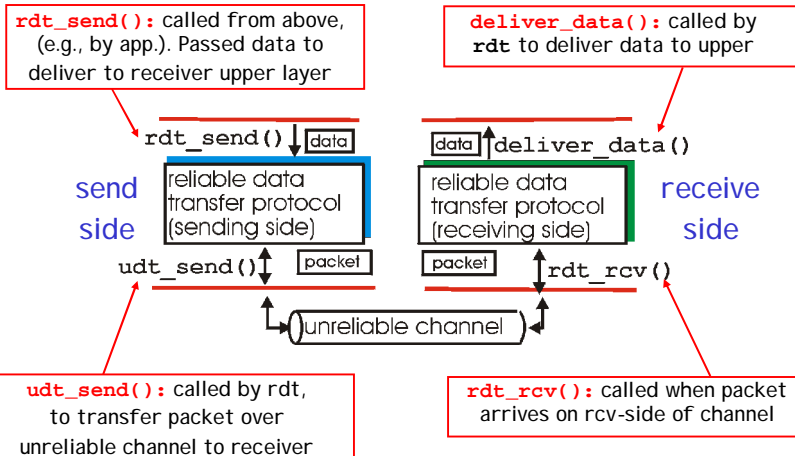 rdt_send(): called from above,
(e.g., by app.). Passed data to
deliver to receiver upper layer
deliver_data(): called by
rdt to deliver data to upper
rdt_send()
data
data
deliver_data()
send
side
reliable data
transfer protocol
(sending side)
reliable data
transfer protocol
(receiving side)
receive
side
udt_send()
packet
packet
rdt_rcv()
unreliable channel
udt_send(): called by rdt,
to transfer packet over
unreliable channel to receiver
rdt_rcv(): called when packet
arrives on rcv-side of channel